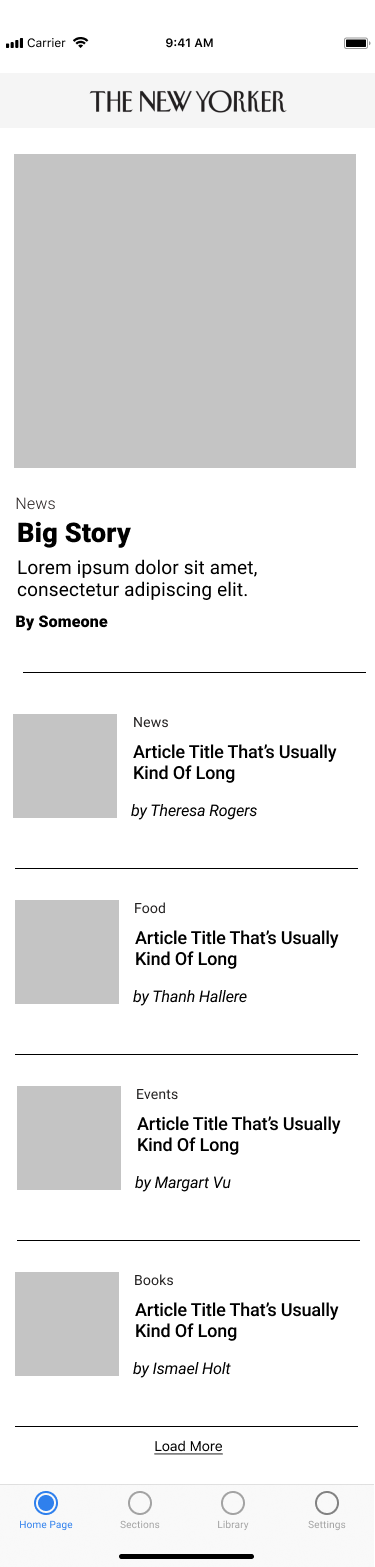 Carrier 9:41 AM
THE NEW YORKER
News
Big Story
Lorem ipsum dolor sit amet,
consectetur adipiscing elit.
By Someone
News
Article Title That’s Usually
Kind Of Long
by Theresa Rogers
Food
Article Title That’s Usually
Kind Of Long
by Thanh Hallere
Events
Article Title That’s Usually
Kind Of Long
by Margart Vu
Books
Article Title That’s Usually
Kind Of Long
by Ismael Holt
Load More
Home Page Sections Library Settings